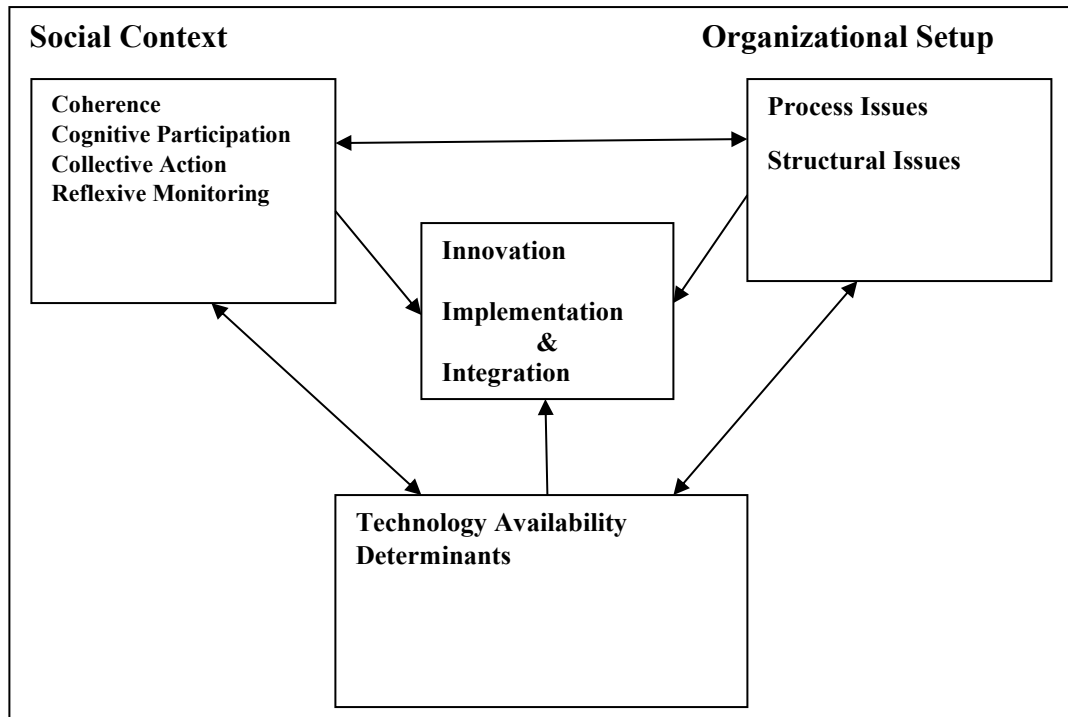 Social Context
Organizational Setup
Coherence
Cognitive Participation
Collective Action
Reflexive Monitoring
Process Issues
Structural Issues
Innovation
Implementation
&
Integration
Technology Availability
Determinants